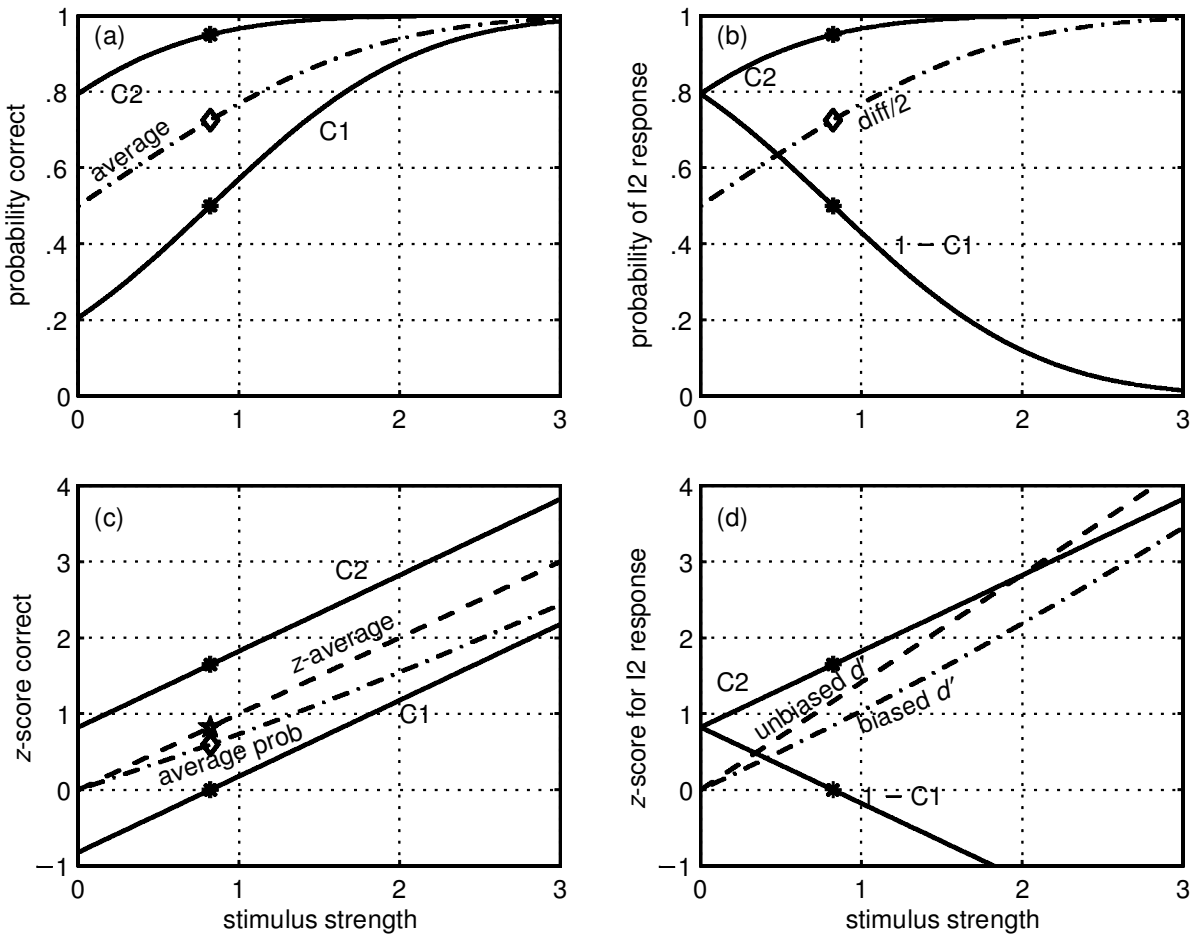 (a)
C2
average
C1
probability correct
1
.8
.6
.4
.2
0
0 1 2 3
(b)
C2
diff/2
1 − C1
probability of I2 response
1
.8
.6
.4
.2
0
0 1 2 3
(c)
C2
z-average
C1
average prob
z-score correct
4
3
2
1
0
−1
0 1 2 3
stimulus strength
(d)
C2
unbiased d′
biased d′
1 − C1
z-score for I2 response
4
3
2
1
0
−1
0 1 2 3
stimulus strength